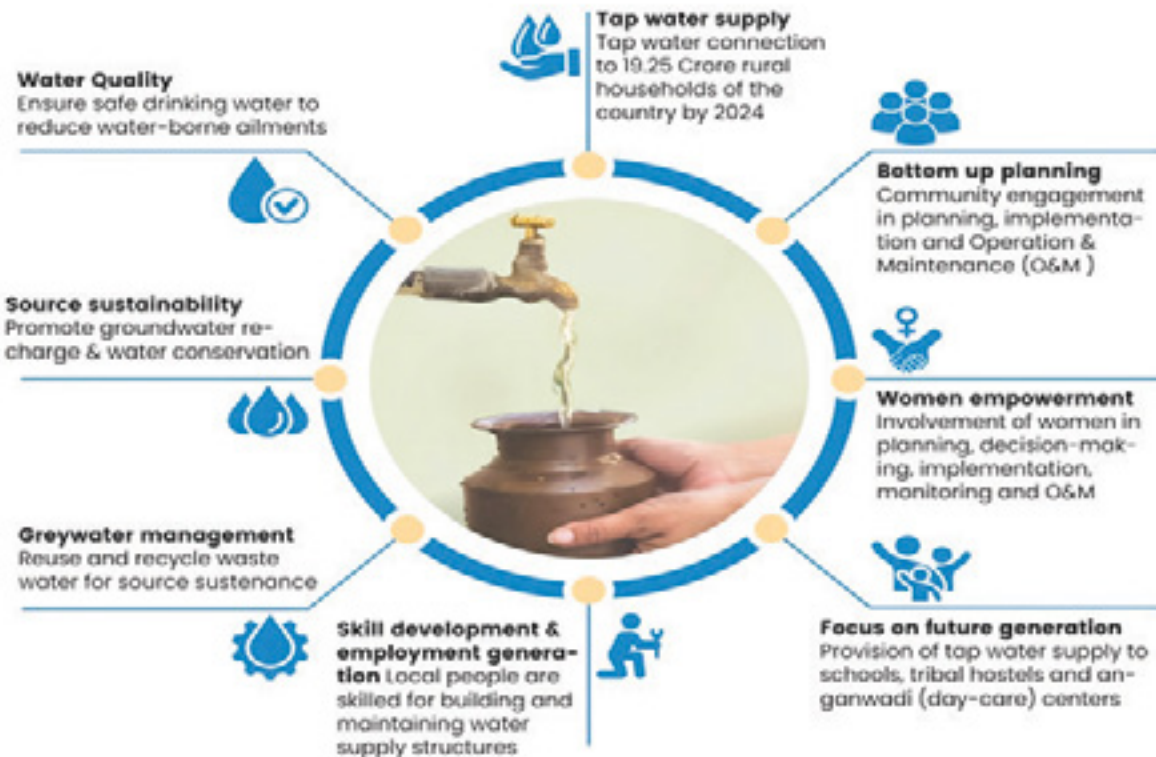 Tap water supply
Tap water connection
to 19.25 Crore rural
households of the
country by 2024
Bottom up planning
Community engagement
in planning, implementa-
tion and Operation &
Maintenance (O&M )
Women empowerment
Involvement of women in
planning, decision-mak-
ing, implementation,
monitoring and O&M
Focus on future generation
Provision of tap water supply to
schools, tribal hostels and an-
ganwadi (day-care) centers
Skill development &
employment genera-
tion Local people are
skilled for building and
maintaining water
supply structures
Greywater management
Reuse and recycle waste
water for source sustenance
Source sustainability
Promote groundwater re-
charge & water conservation
Water Quality
Ensure safe drinking water to
reduce water-borne ailments